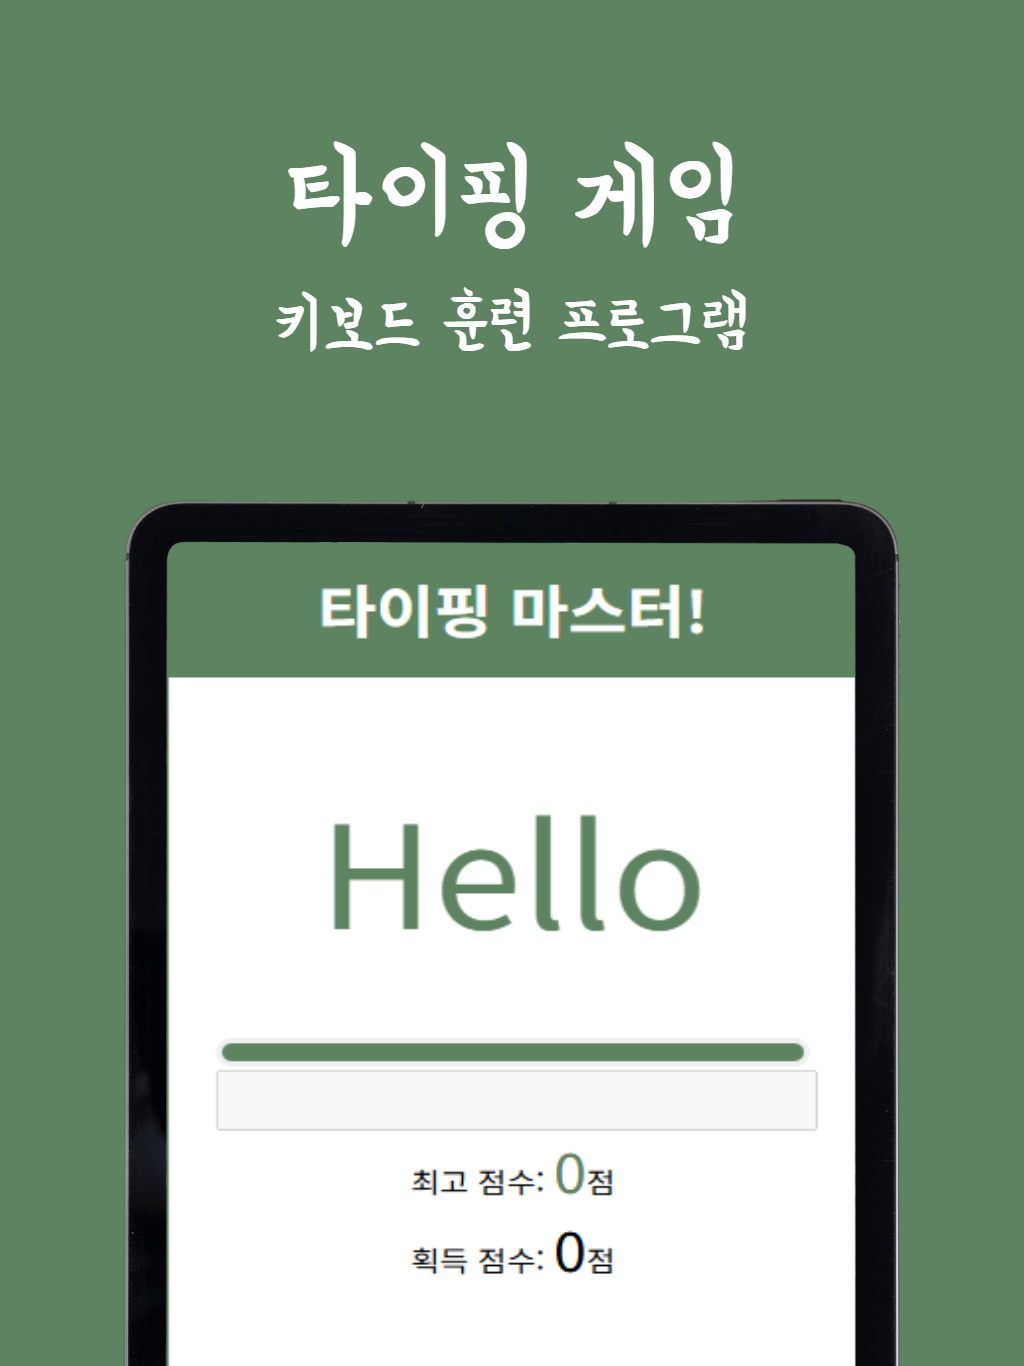 타이핑 게임
키보드 훈련 프로그램
타이핑 마스터!
Hello
최고 점수: 0점
획득 점수: 0점